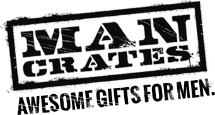 MAN
CRATES
AWESOME GIFTS FOR MEN.